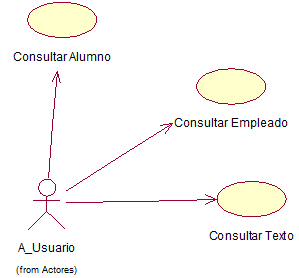 Consultar Alumno
Consultar Empleado
Consultar Texto
A_Usuario
(from Actores)